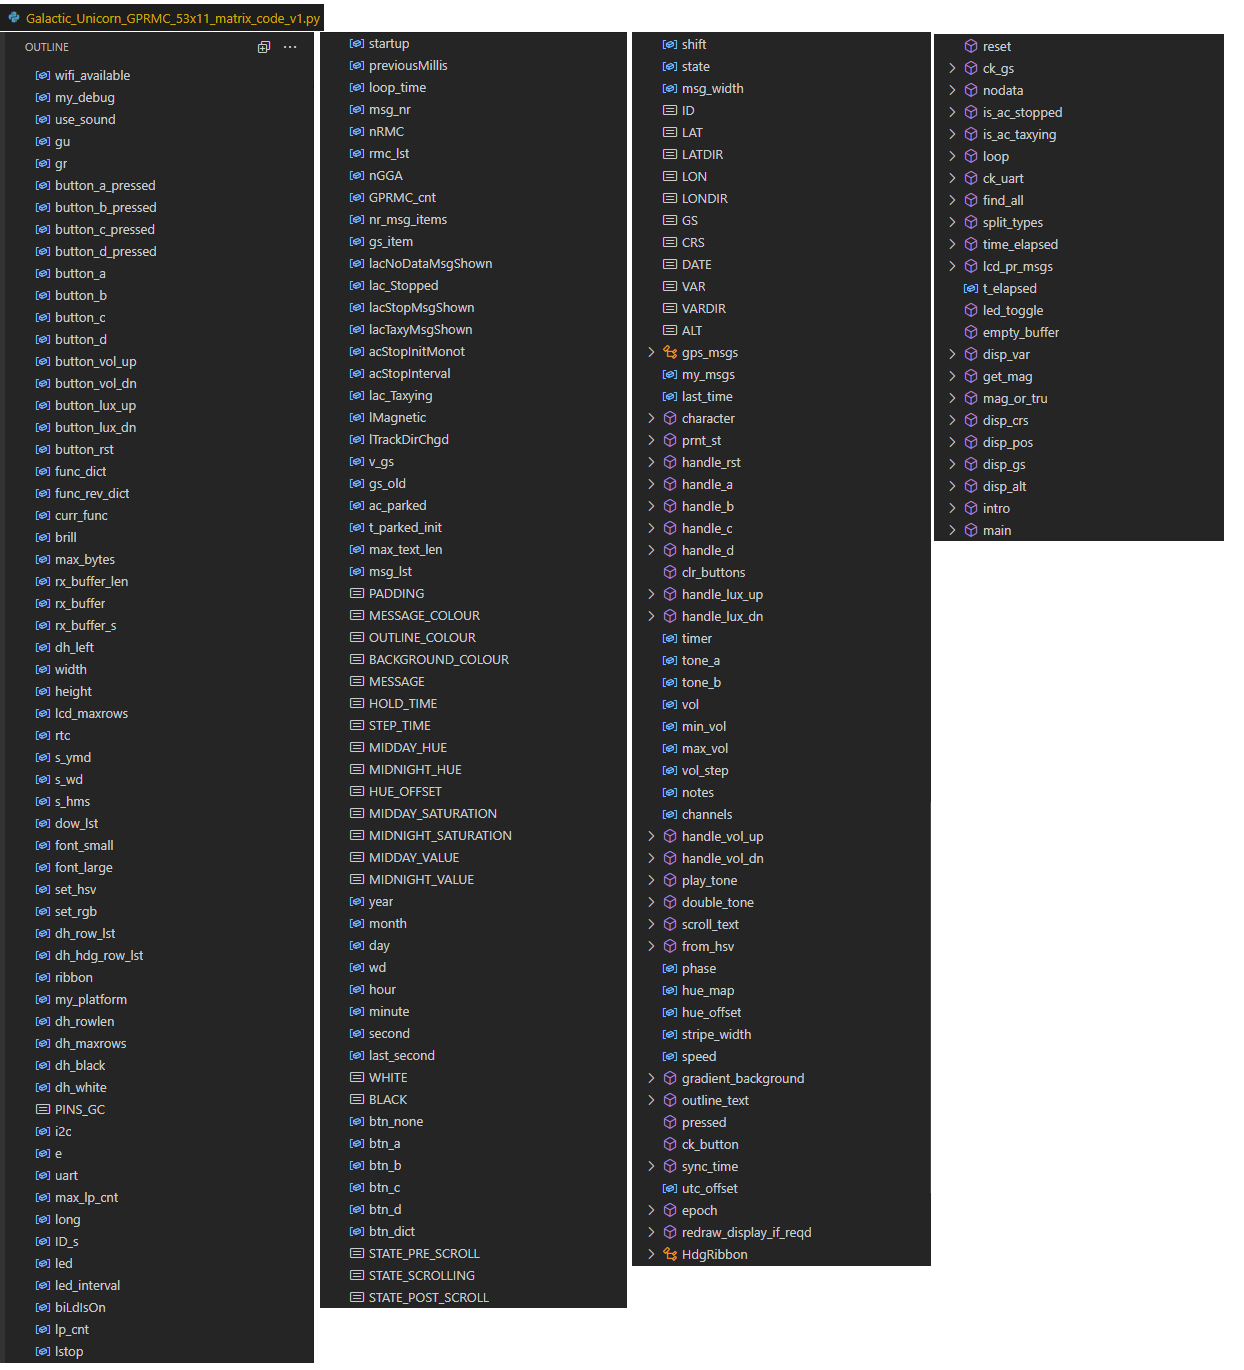 Galactic_Unicorn_GPRMC_53x11_matrix_code_v1.py
OUTLINE
wifi_available
my_debug
use_sound
gu
gr
button_a_pressed
button_b_pressed
button_c_pressed
button_d_pressed
button_a
button_b
button_c
button_d
button_vol_up
button_vol_dn
button_lux_up
button_lux_dn
button_rst
func_dict
func_rev_dict
curr_func
brill
max_bytes
rx_buffer_len
rx_buffer
rx_buffer_s
dh_left
width
height
lcd_maxrows
rtc
s_ymd
s_wd
s_hms
dow_lst
font_small
font_large
set_hsv
set_rgb
dh_row_lst
dh_hdg_row_lst
ribbon
my_platform
dh_rowlen
dh_maxrows
dh_black
dh_white
PINS_GC
i2c
e
uart
max_lp_cnt
long
ID_s
led
led_interval
biLdIsOn
lp_cnt
lstop
startup
previousMillis
loop_time
msg_nr
nRMC
rmc_lst
nGGA
GPRMC_cnt
nr_msg_items
gs_item
lacNoDataMsgShown
lac_Stopped
lacStopMsgShown
lacTaxyMsgShown
acStopInitMonot
acStopInterval
lac_Taxying
lMagnetic
lTrackDirChgd
v_gs
gs_old
ac_parked
t_parked_init
max_text_len
msg_lst
PADDING
MESSAGE_COLOUR
OUTLINE_COLOUR
BACKGROUND_COLOUR
MESSAGE
HOLD_TIME
STEP_TIME
MIDDAY_HUE
MIDNIGHT_HUE
HUE_OFFSET
MIDDAY_SATURATION
MIDNIGHT_SATURATION
MIDDAY_VALUE
MIDNIGHT_VALUE
year
month
day
wd
hour
minute
second
last_second
WHITE
BLACK
btn_none
btn_a
btn_b
btn_c
btn_d
btn_dict
STATE_PRE_SCROLL
STATE_SCROLLING
STATE_POST_SCROLL
shift
state
msg_width
ID
LAT
LATDIR
LON
LONDIR
GS
CRS
DATE
VAR
VARDIR
ALT
gps_msgs
my_msgs
last_time
character
prnt_st
handle_rst
handle_a
handle_b
handle_c
handle_d
clr_buttons
handle_lux_up
handle_lux_dn
timer
tone_a
tone_b
vol
min_vol
max_vol
vol_step
notes
channels
handle_vol_up
handle_vol_dn
play_tone
double_tone
scroll_text
from_hsv
phase
hue_map
hue_offset
stripe_width
speed
gradient_background
outline_text
pressed
ck_button
sync_time
utc_offset
epoch
redraw_display_if_reqd
HdgRibbon
reset
ck_gs
nodata
is_ac_stopped
is_ac_taxying
loop
ck_uart
find_all
split_types
time_elapsed
lcd_pr_msgs
t_elapsed
led_toggle
empty_buffer
disp_var
get_mag
mag_or_tru
disp_crs
disp_pos
disp_gs
disp_alt
intro
main